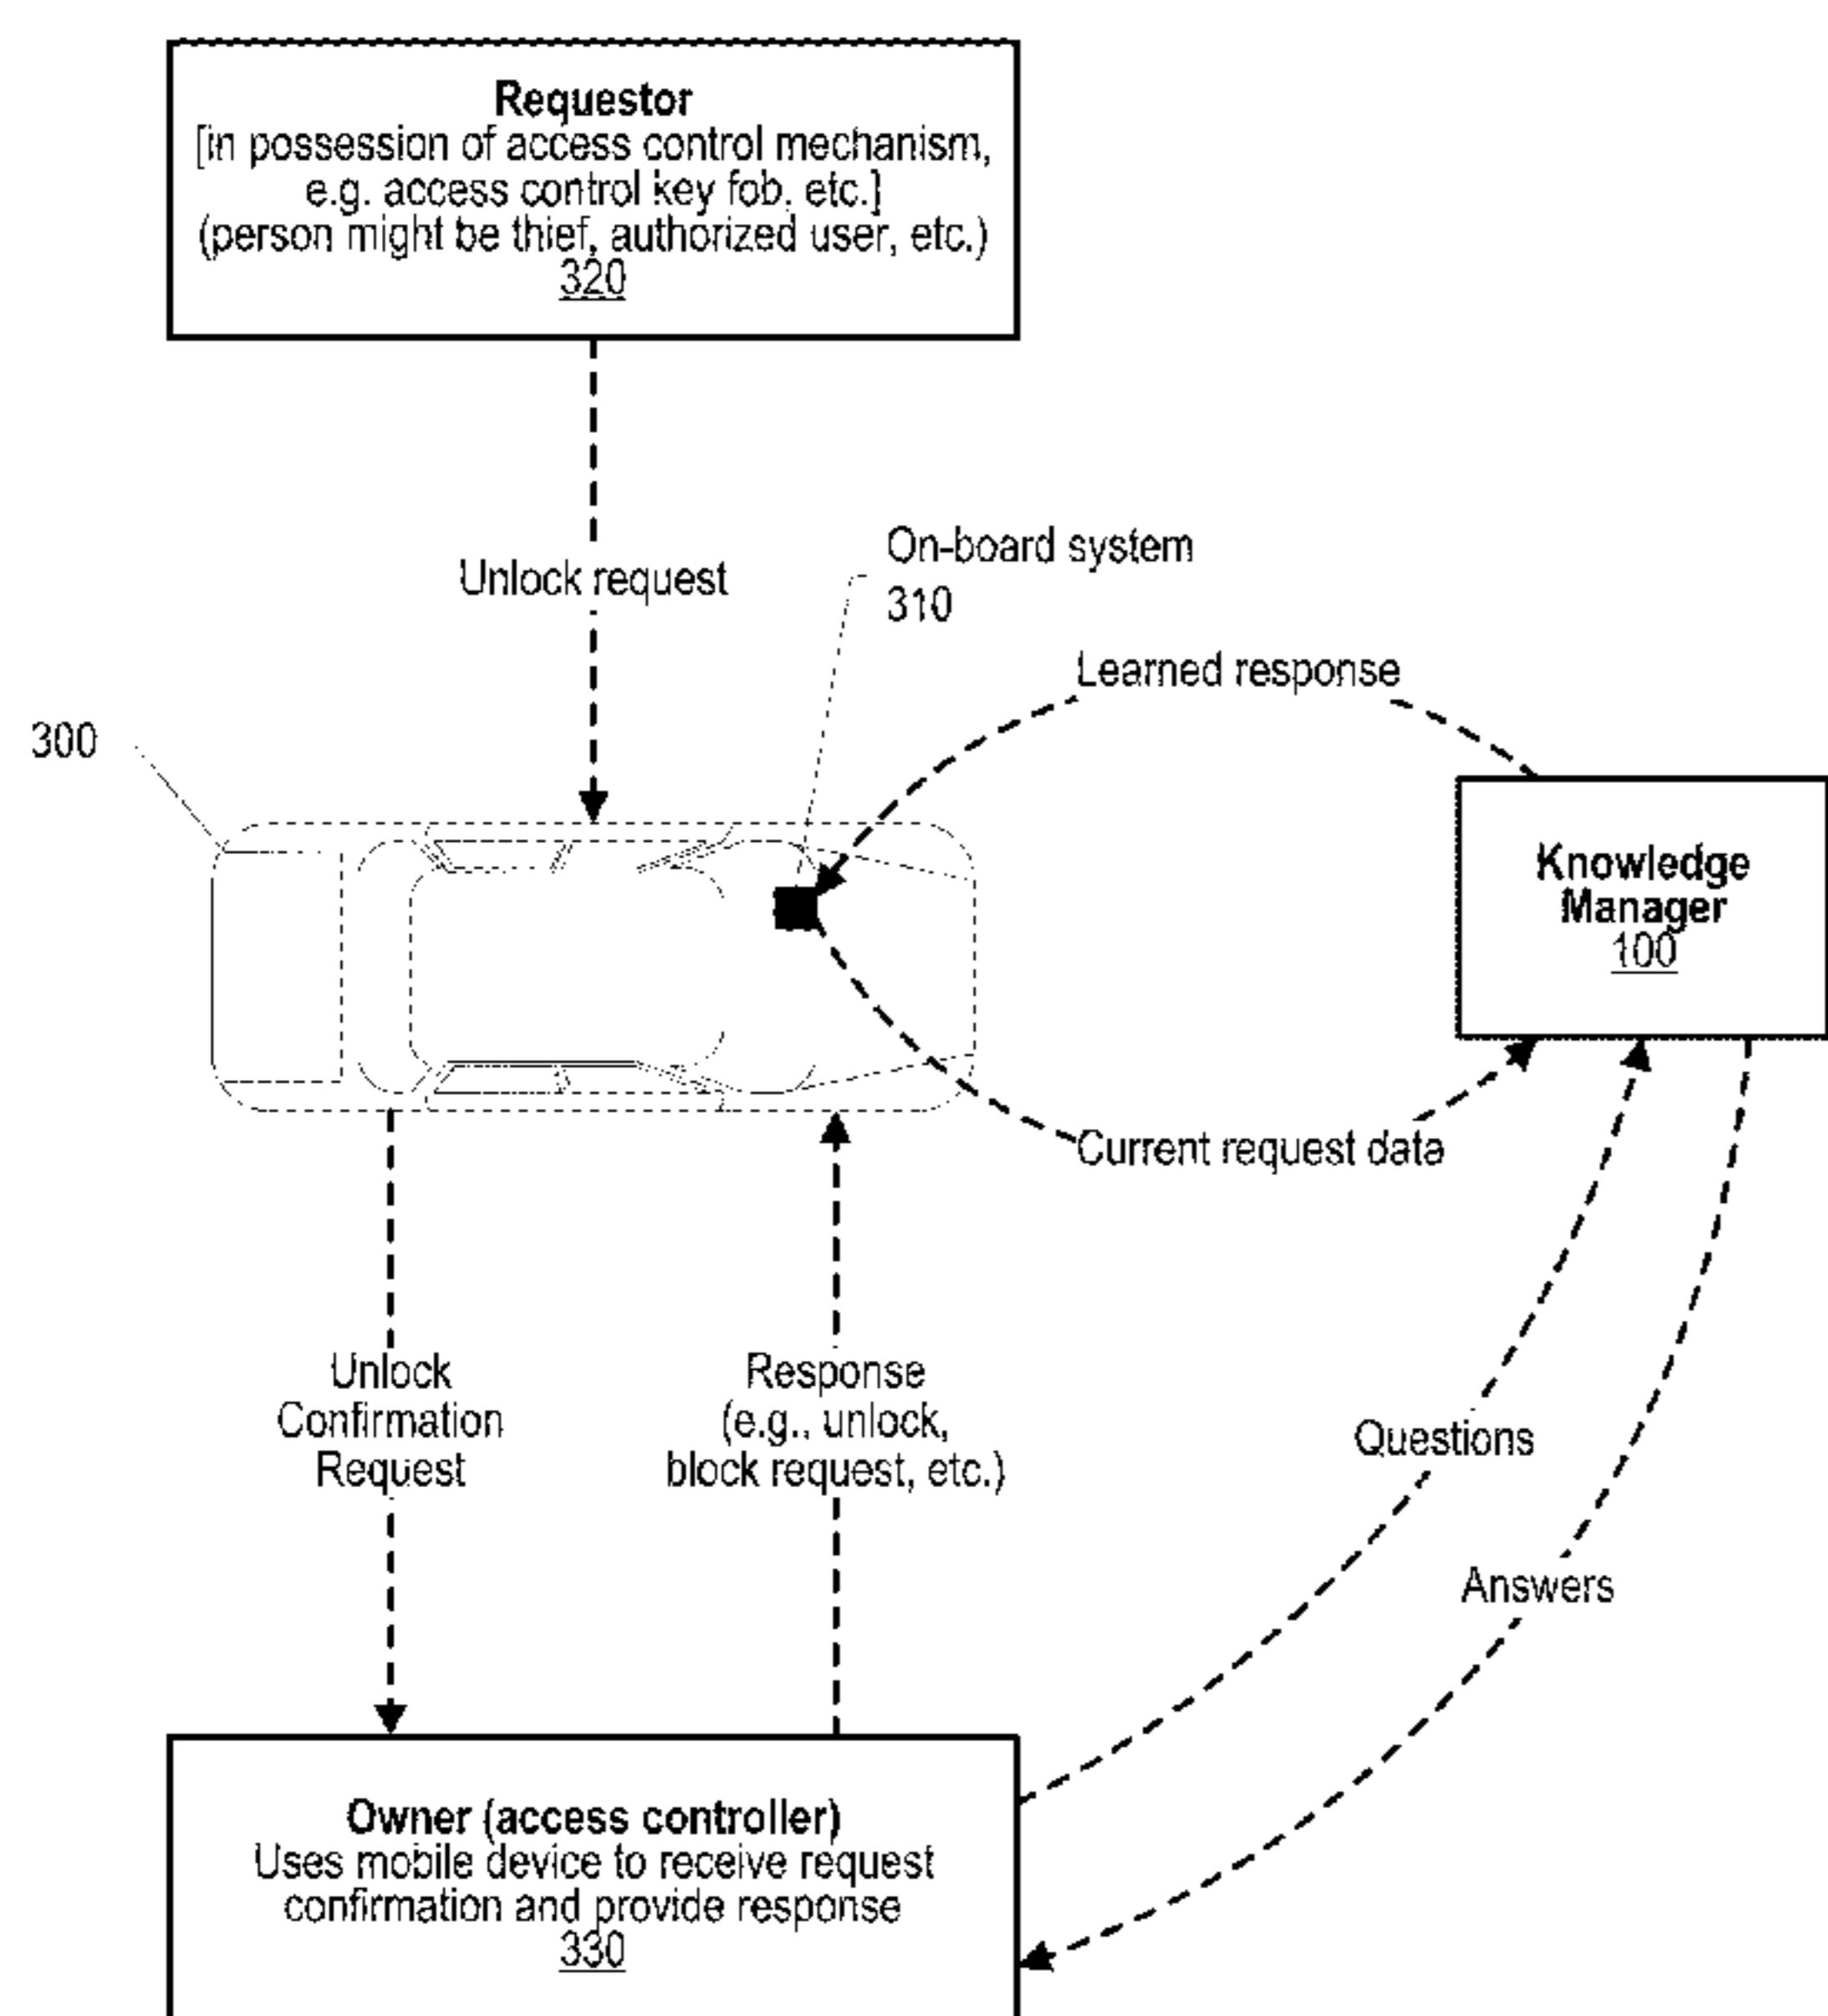 Requestor
[in possession of access control mechanism,
e.g. access control key fob, etc.]
(person might be thief, authorized user, etc.)
320
Unlock request
On-board system
310
Learned response
300
Knowledge
Manager
100
Current request data
Unlock
Confirmation
Request
Response
(e.g., unlock,
block request, etc.)
Questions
Answers
Owner (access controller)
Uses mobile device to receive request
confirmation and provide response
330